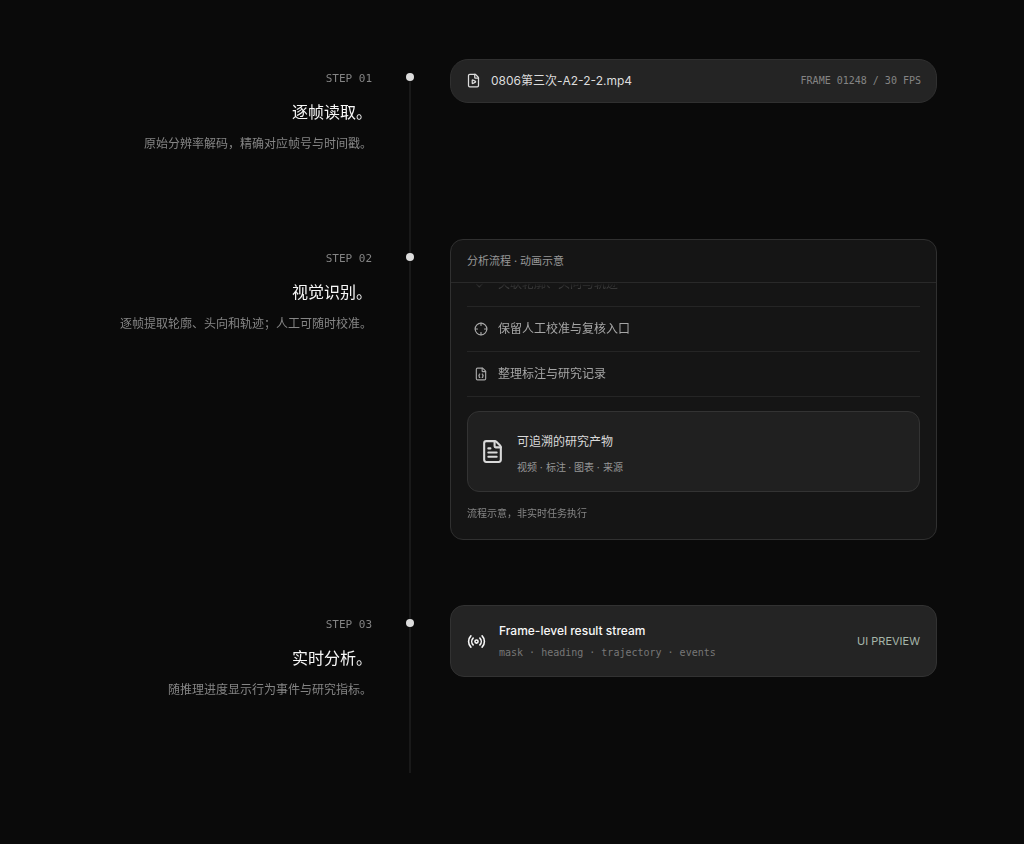 STEP 01
逐帧读取。
原始分辨率解码，精确对应帧号与时间戳。
0806第三次-A2-2-2.mp4
FRAME 01248 / 30 FPS
STEP 02
视觉识别。
逐帧提取轮廓、头向和轨迹；人工可随时校准。
分析流程 · 动画示意
保留人工校准与复核入口
整理标注与研究记录
可追溯的研究产物
视频 · 标注 · 图表 · 来源
流程示意，非实时任务执行
STEP 03
实时分析。
随推理进度显示行为事件与研究指标。
Frame-level result stream
mask · heading · trajectory · events
UI PREVIEW